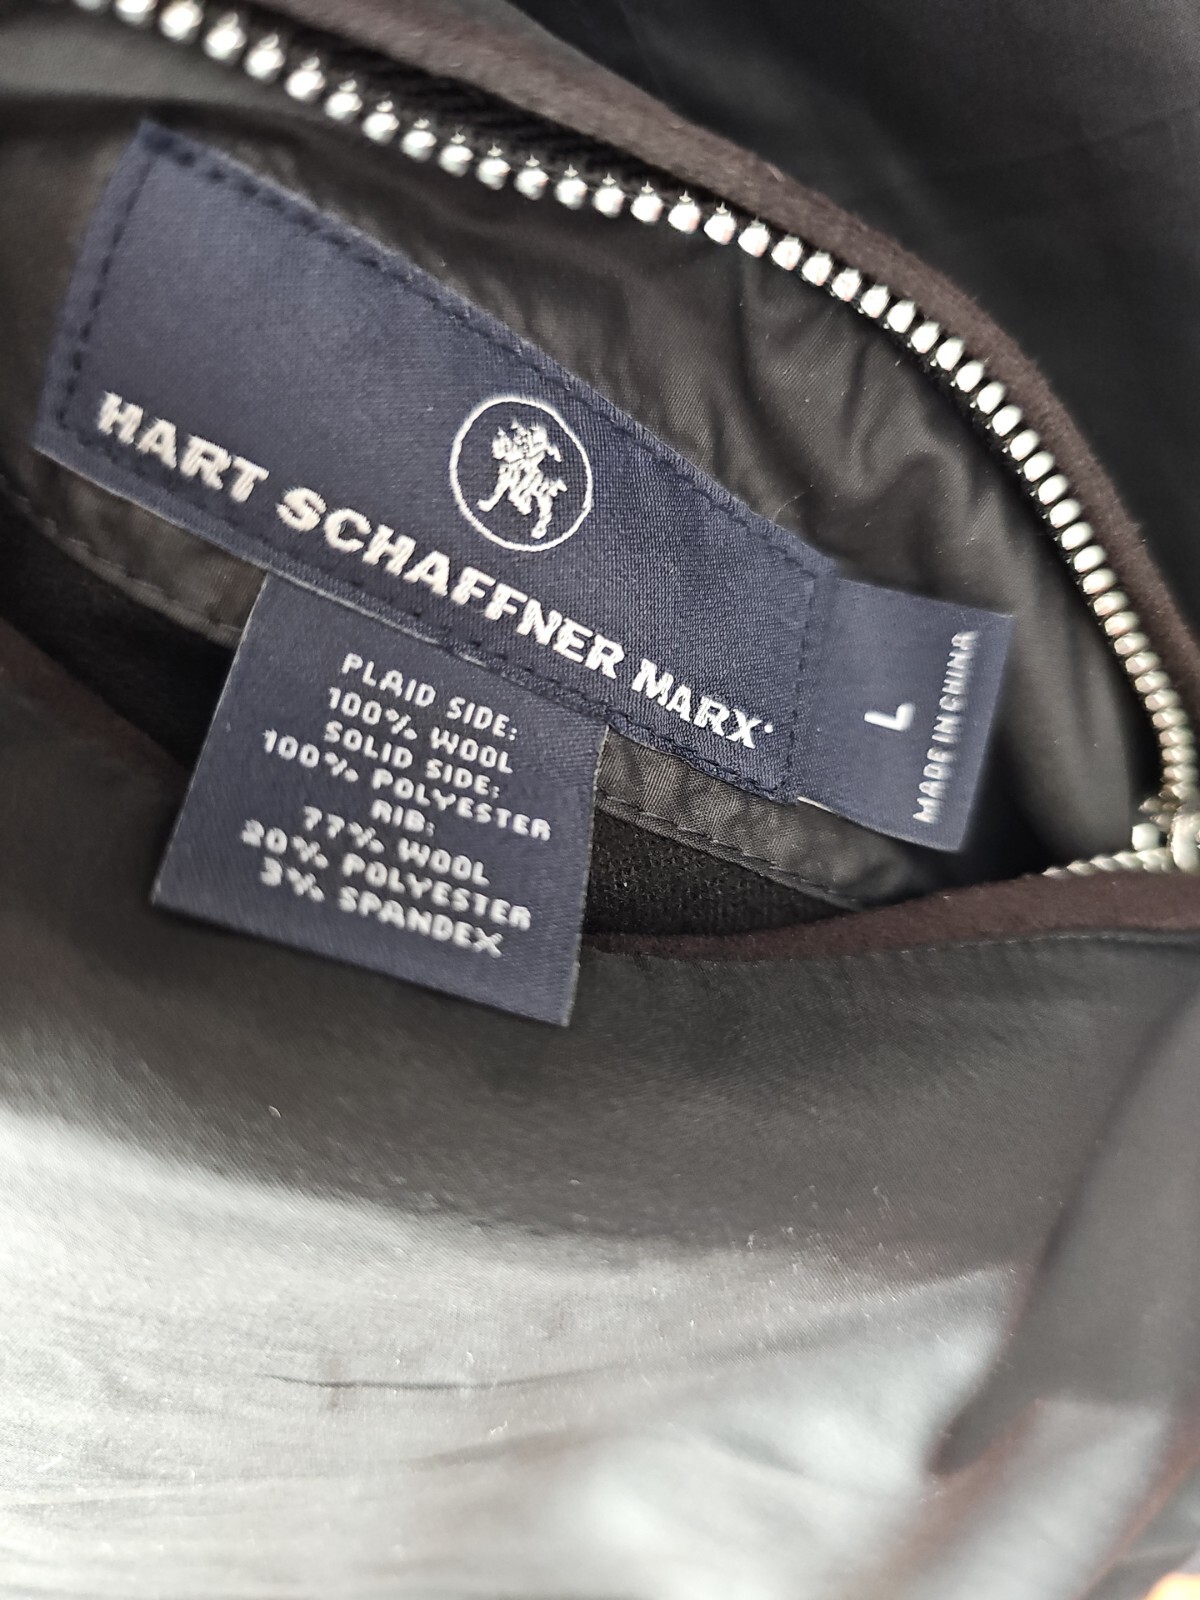 HART SCHAFFNER MARX
L
MADE IN CHINA
PLAID SIDE:
100% WOOL
SOLID SIDE:
100% POLYESTER
RIB:
77% WOOL
20% POLYESTER
3% SPANDEX